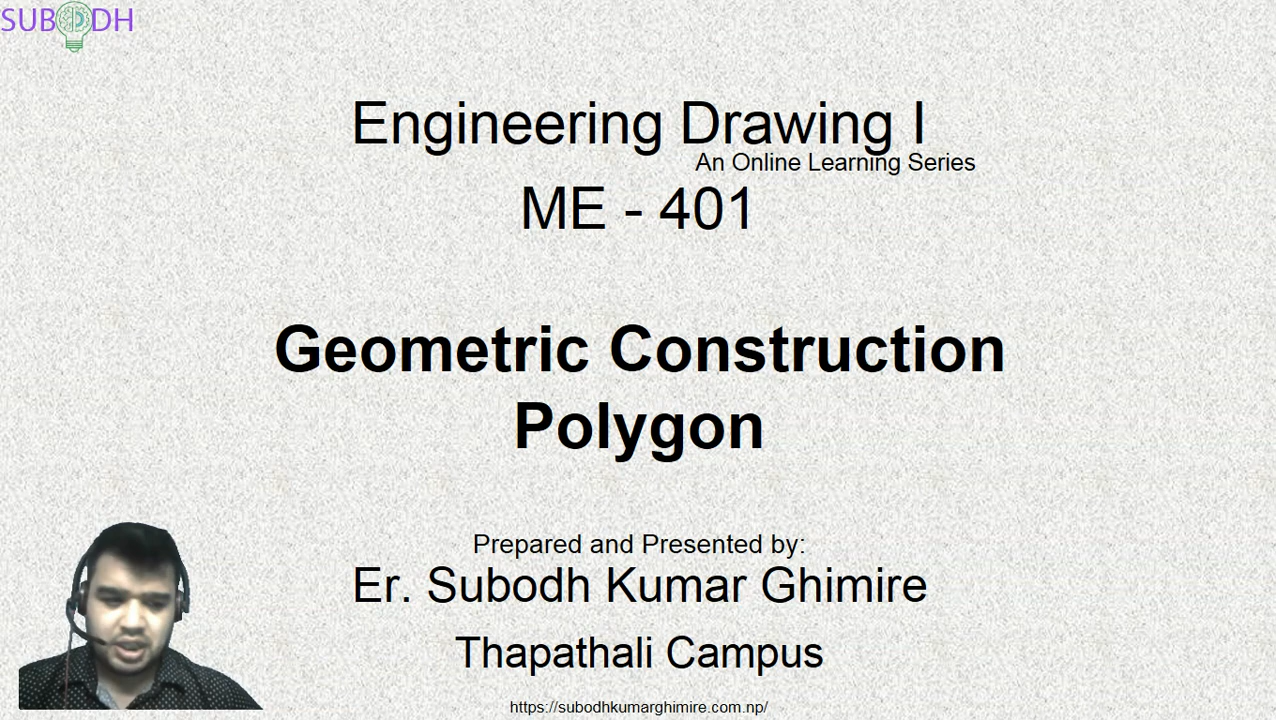 SUBODH
Engineering Drawing I
An Online Learning Series
ME - 401
Geometric Construction
Polygon
Prepared and Presented by:
Er. Subodh Kumar Ghimire
Thapathali Campus
https://subodhkumarghimire.com.np/